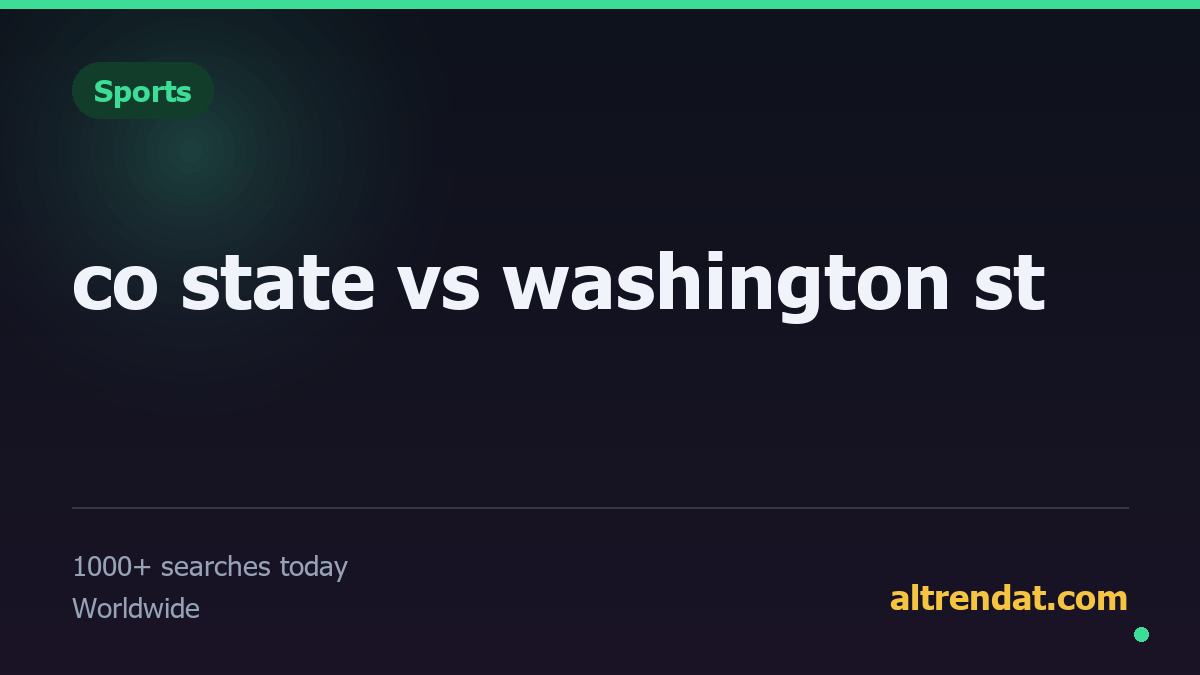 Sports
co state vs washington st
1000+ searches today
Worldwide
altrendat.com